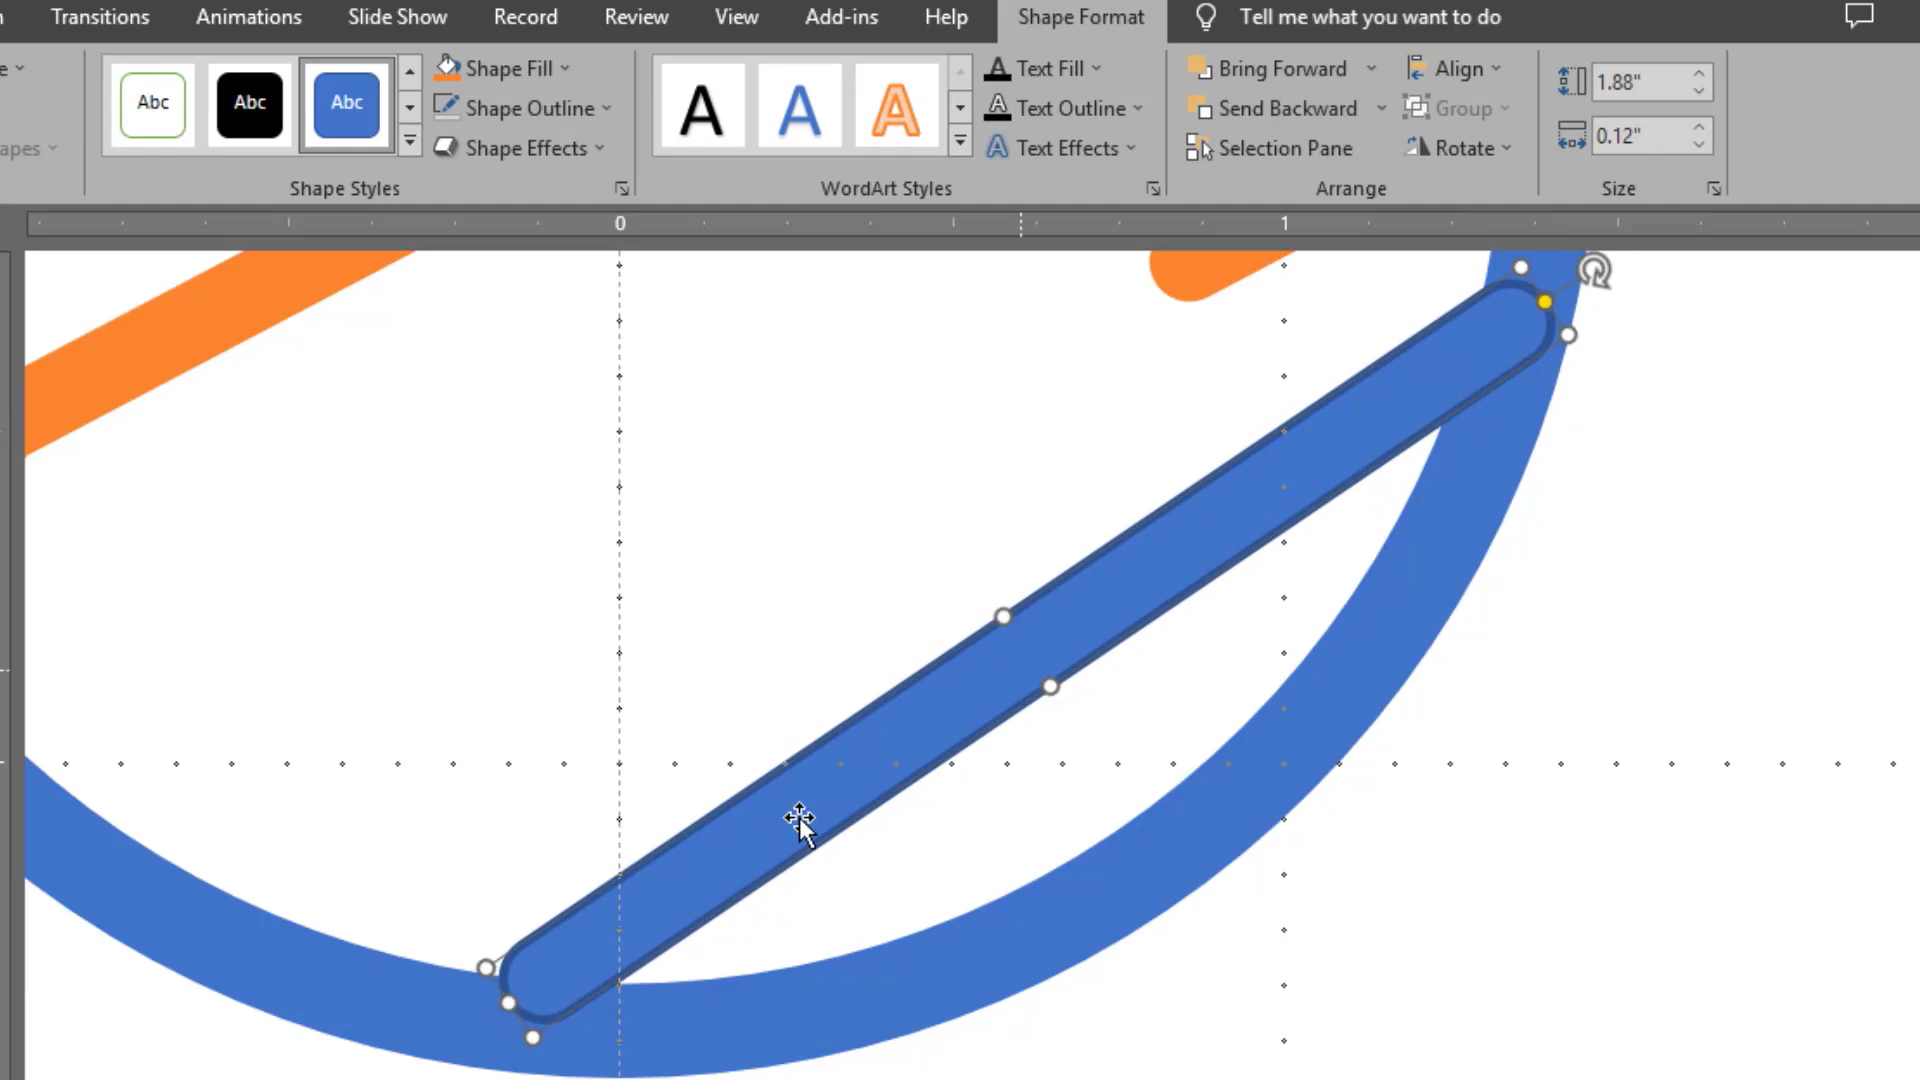 Transitions Animations Slide Show Record Review View Add-ins Help Shape Format Tell me what you want to do
Abc Abc Abc
Shape Fill
Shape Outline
Shape Effects
A A A
Text Fill
Text Outline
Text Effects
Bring Forward
Send Backward
Selection Pane
Align
Group
Rotate
1.88"
0.12"
apes
Shape Styles WordArt Styles Arrange Size
0 1